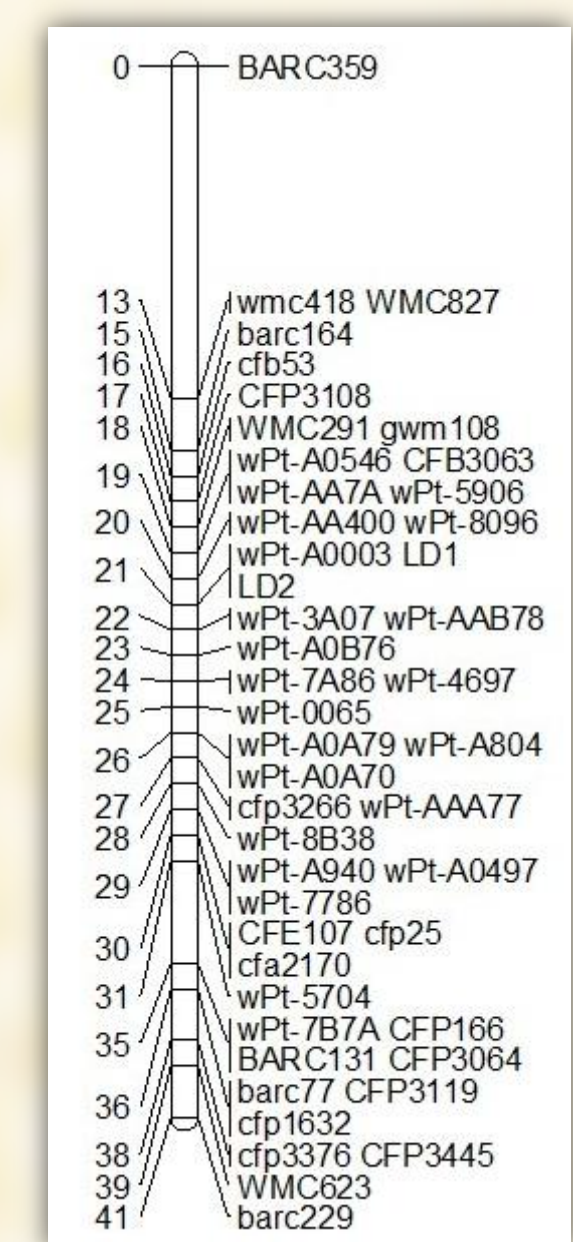 0 BARC359
13 wmc418 WMC827
15 barc164
16 cfb53
17 CFP3108
18 WMC291 gwm108
19 wPt-A0546 CFB3063
wPt-AA7A wPt-5906
20 wPt-AA400 wPt-8096
21 wPt-A0003 LD1
LD2
22 wPt-3A07 wPt-AAB78
23 wPt-A0B76
24 wPt-7A86 wPt-4697
25 wPt-0065
26 wPt-A0A79 wPt-A804
wPt-A0A70
27 cfp3266 wPt-AAA77
28 wPt-8B38
29 wPt-A940 wPt-A0497
wPt-7786
30 CFE107 cfp25
cfa2170
31 wPt-5704
35 wPt-7B7A CFP166
BARC131 CFP3064
36 barc77 CFP3119
cfp1632
38 cfp3376 CFP3445
39 WMC623
41 barc229